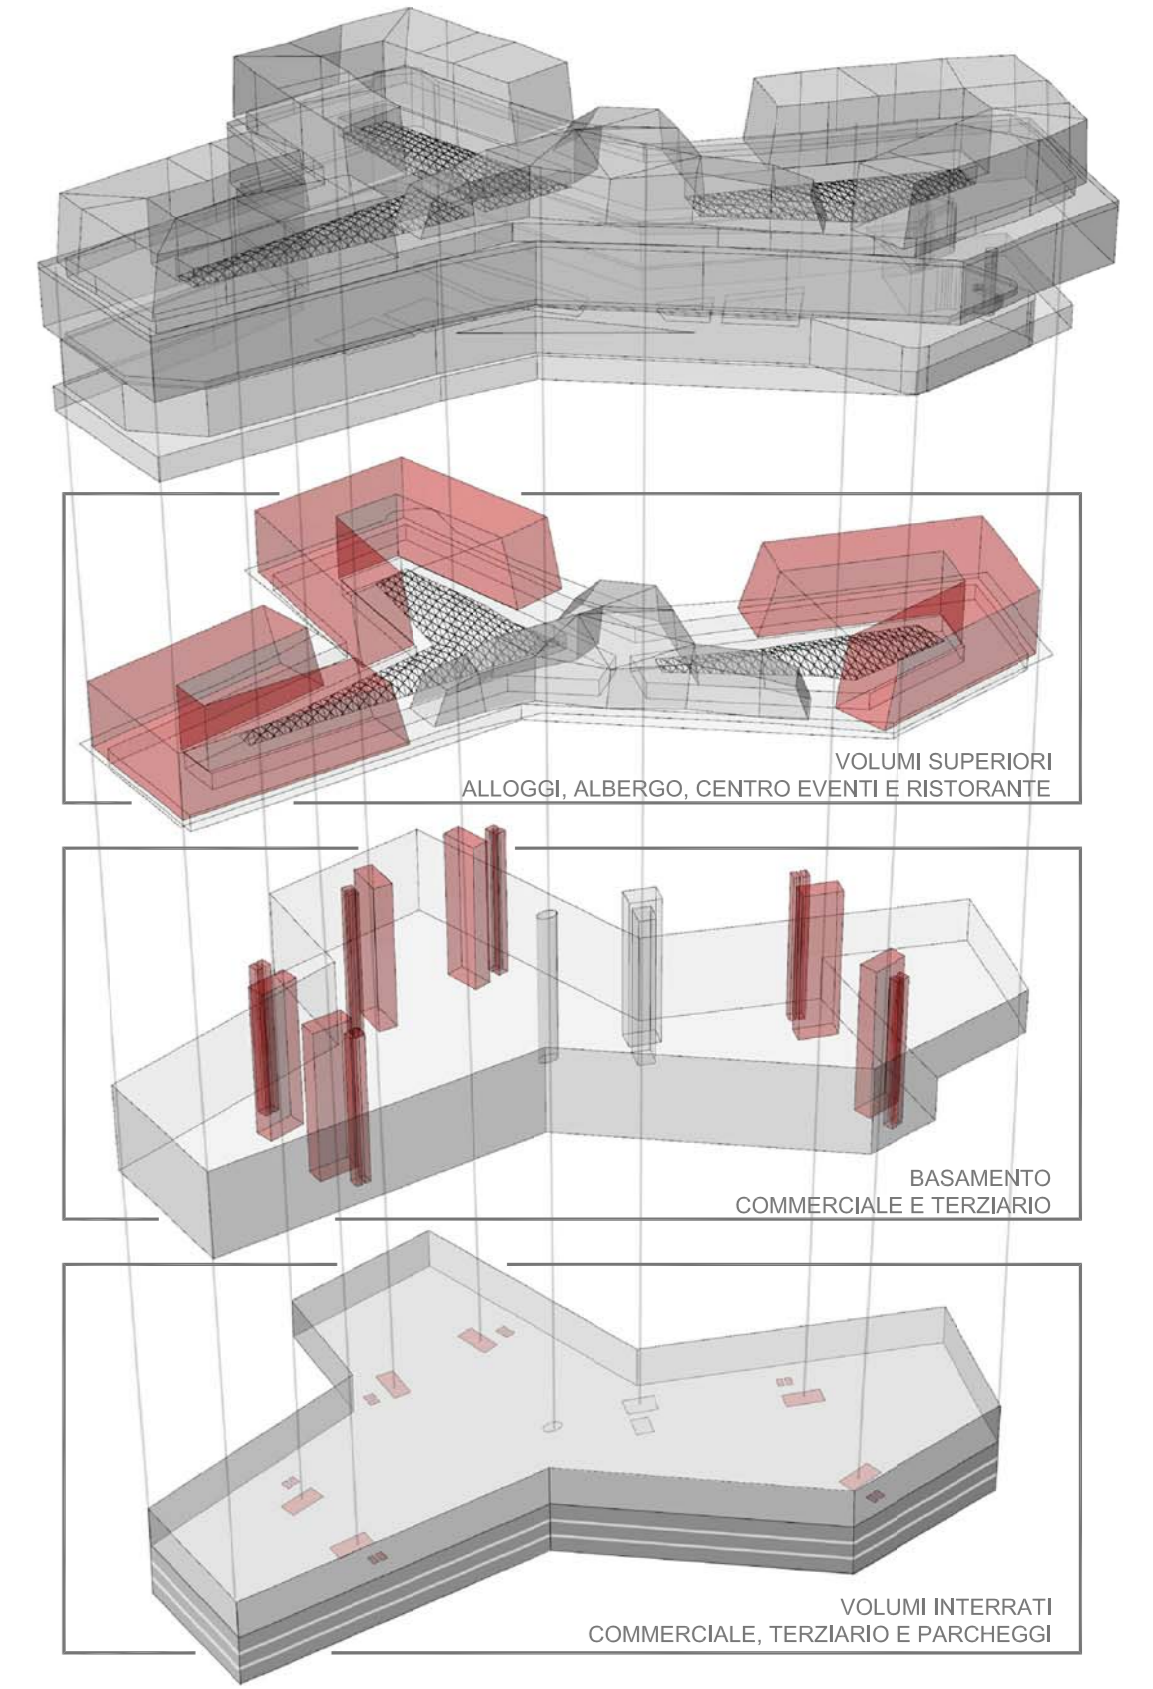 VOLUMI SUPERIORI
ALLOGGI, ALBERGO, CENTRO EVENTI E RISTORANTE
BASAMENTO
COMMERCIALE E TERZIARIO
VOLUMI INTERRATI
COMMERCIALE, TERZIARIO E PARCHEGGI